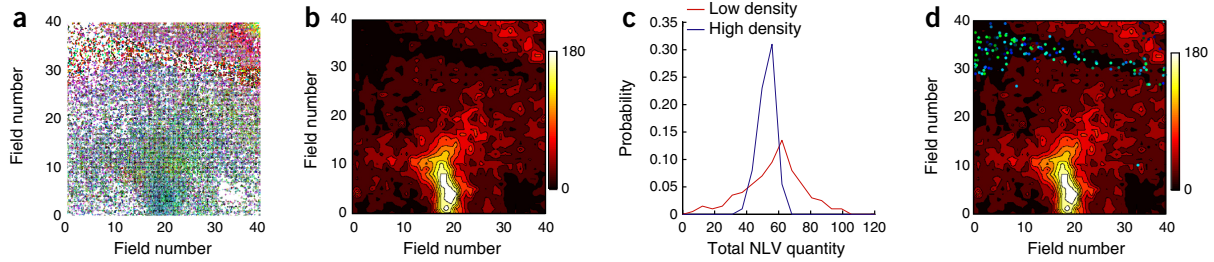 a
40
30
20
10
0
Field number
0 10 20 30 40
Field number
b
40
30
20
10
0
Field number
0 10 20 30 40
Field number
180
0
c
Low density
High density
0.35
0.30
0.25
0.20
0.15
0.10
0.05
0
Probability
0 20 40 60 80 100 120
Total NLV quantity
d
40
30
20
10
0
Field number
0 10 20 30 40
Field number
180
0